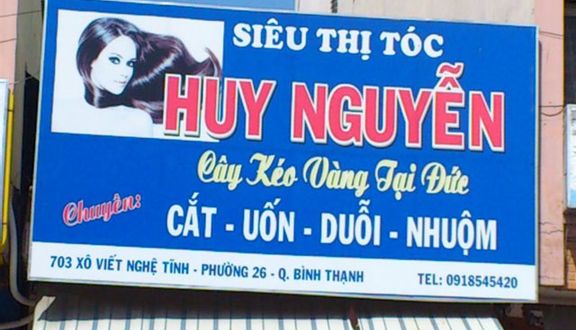 SIÊU THỊ TÓC
HUY NGUYỄN
Cây Kéo Vàng Tại Đức
Chuyên:
CẮT - UỐN - DUỖI - NHUỘM
703 XÔ VIẾT NGHỆ TĨNH - PHƯỜNG 26 - Q. BÌNH THẠNH TEL: 0918545420